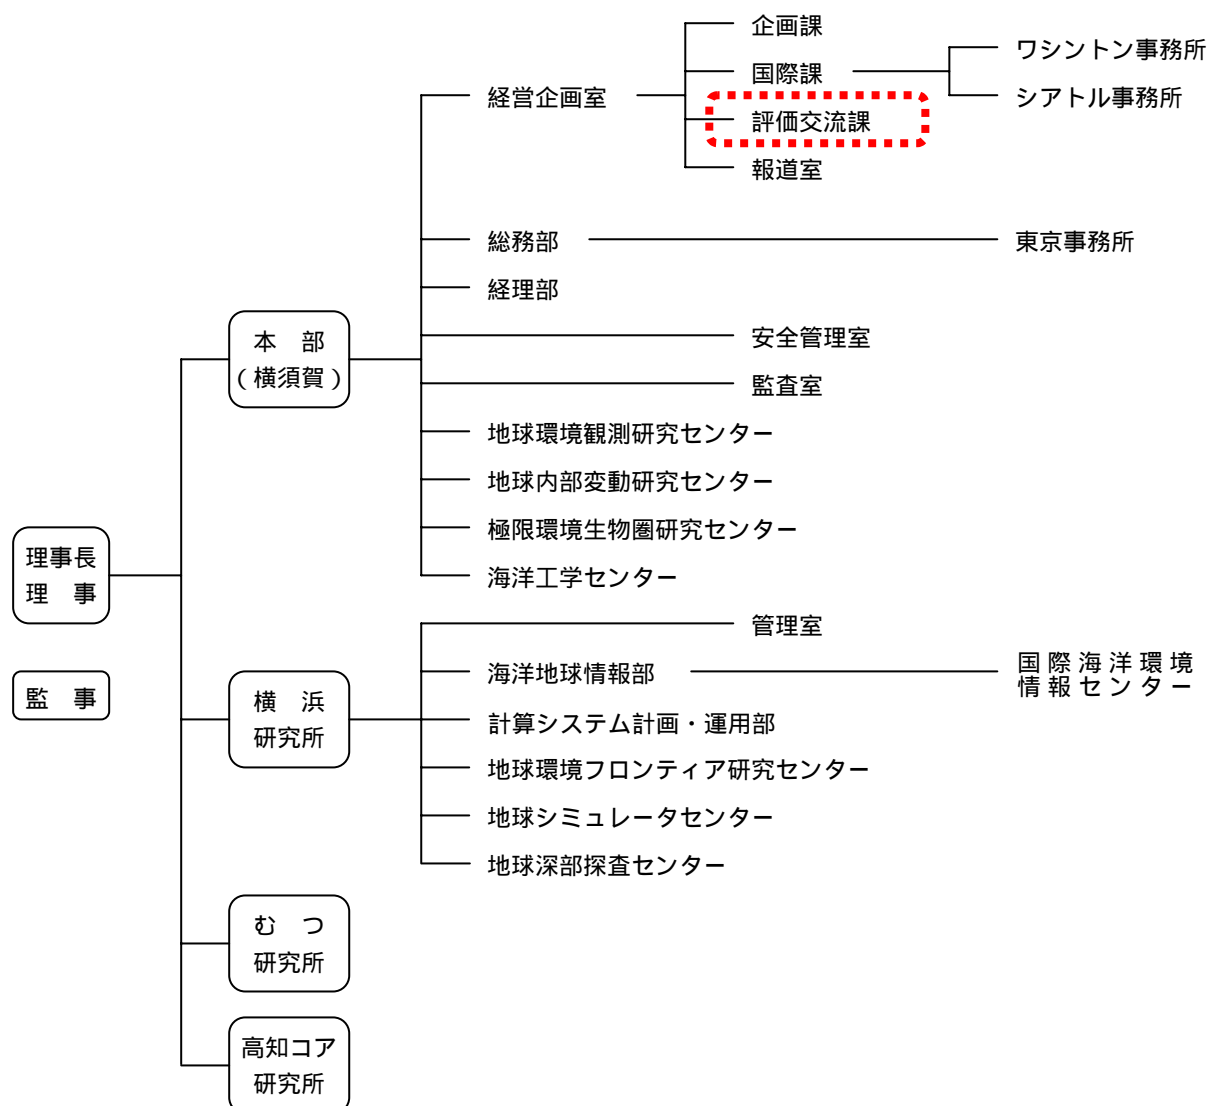 企画課
ワシントン事務所
国際課
経営企画室
シアトル事務所
評価交流課
報道室
総務部
東京事務所
経理部
本 部
(横須賀)
安全管理室
監査室
地球環境観測研究センター
地球内部変動研究センター
極限環境生物圏研究センター
海洋工学センター
理事長
理 事
監 事
管理室
海洋地球情報部
国際海洋環境
情報センター
横 浜
研究所
計算システム計画・運用部
地球環境フロンティア研究センター
地球シミュレータセンター
地球深部探査センター
む つ
研究所
高知コア
研究所